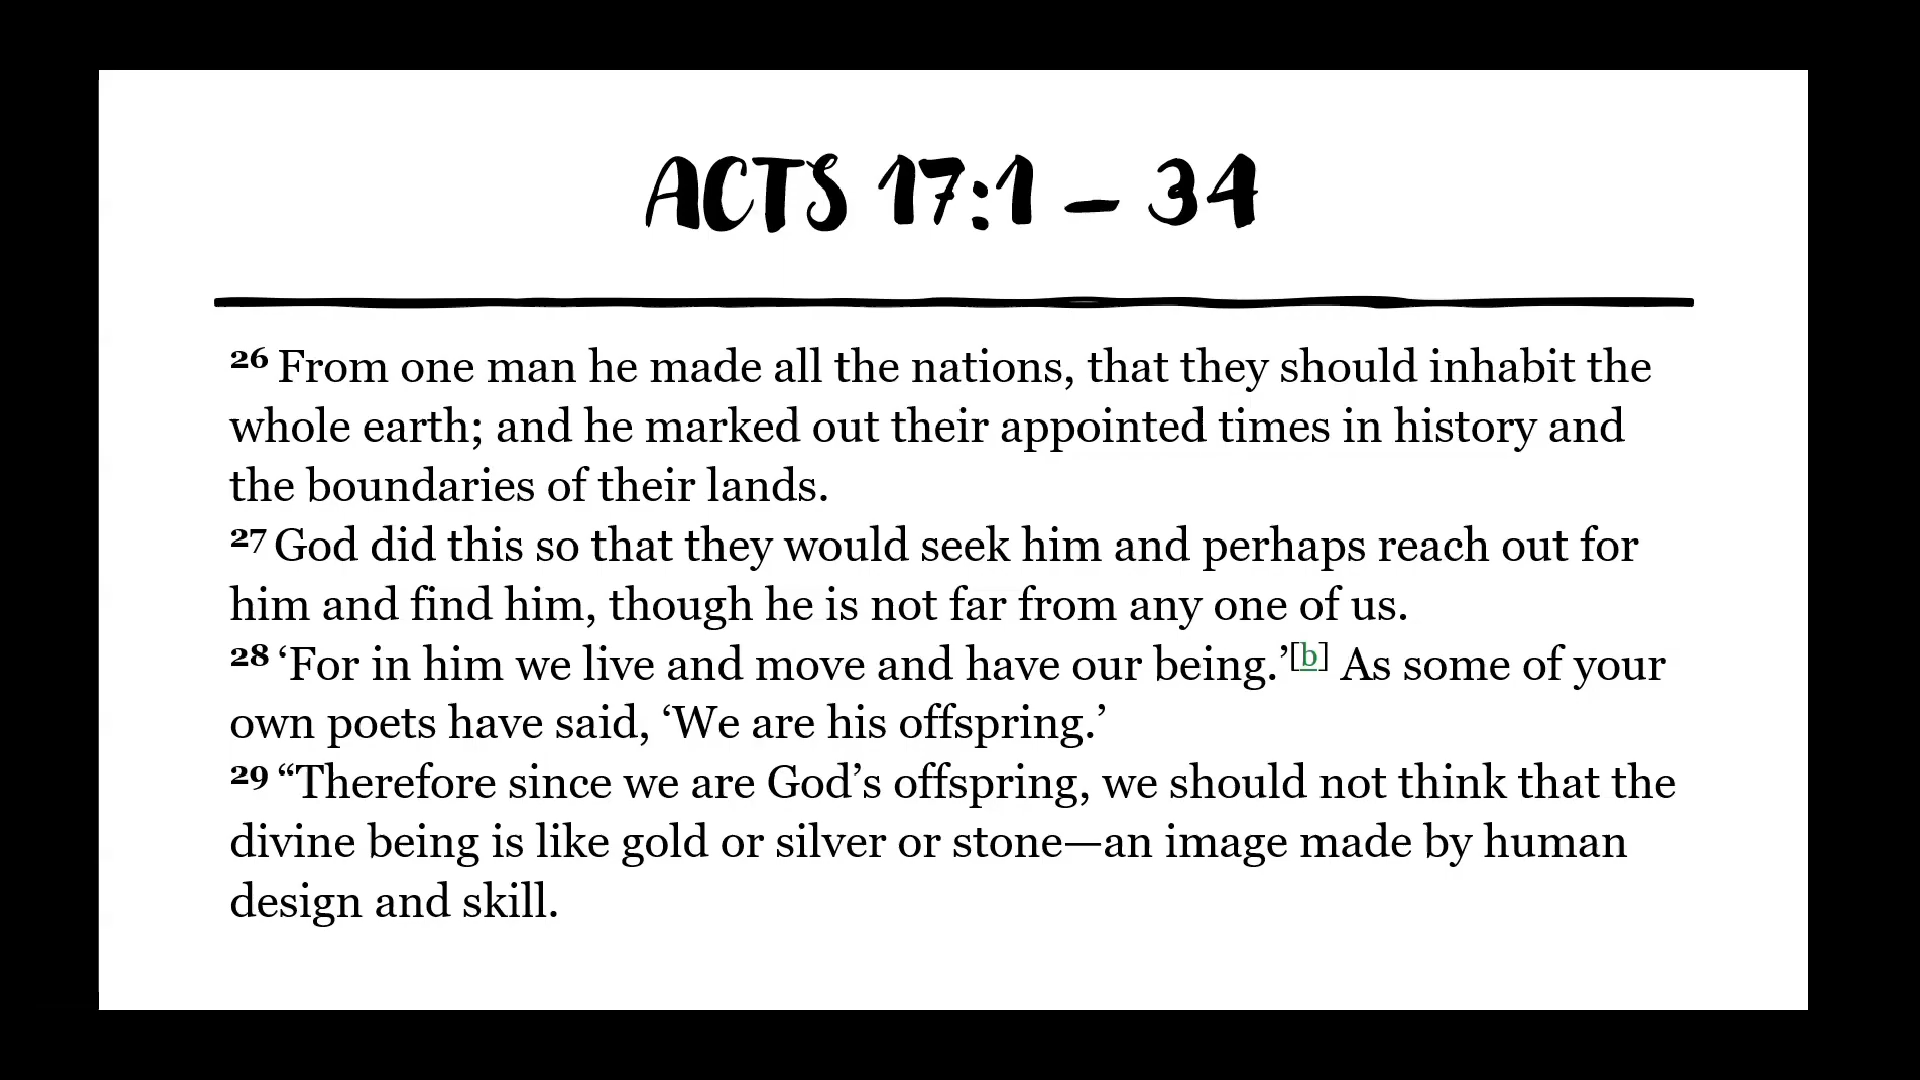 ACTS 17:1 – 34
26 From one man he made all the nations, that they should inhabit the
whole earth; and he marked out their appointed times in history and
the boundaries of their lands.
27 God did this so that they would seek him and perhaps reach out for
him and find him, though he is not far from any one of us.
28 ‘For in him we live and move and have our being.’[b] As some of your
own poets have said, ‘We are his offspring.’
29 “Therefore since we are God’s offspring, we should not think that the
divine being is like gold or silver or stone—an image made by human
design and skill.